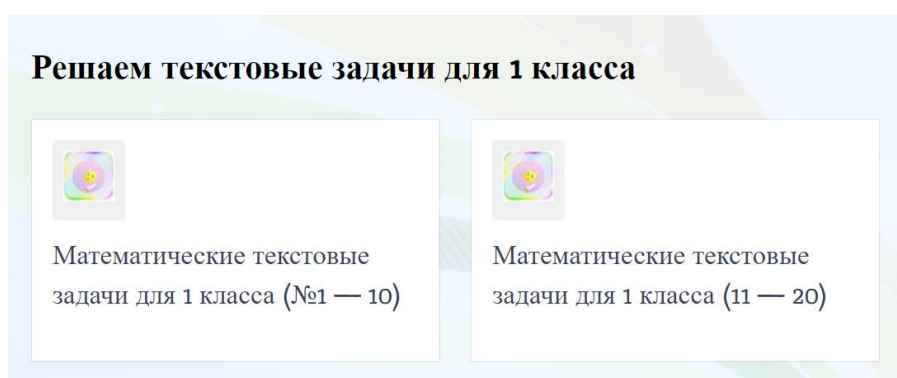 Решаем текстовые задачи для 1 класса
Математические текстовые
задачи для 1 класса (№1 — 10)
Математические текстовые
задачи для 1 класса (11 — 20)